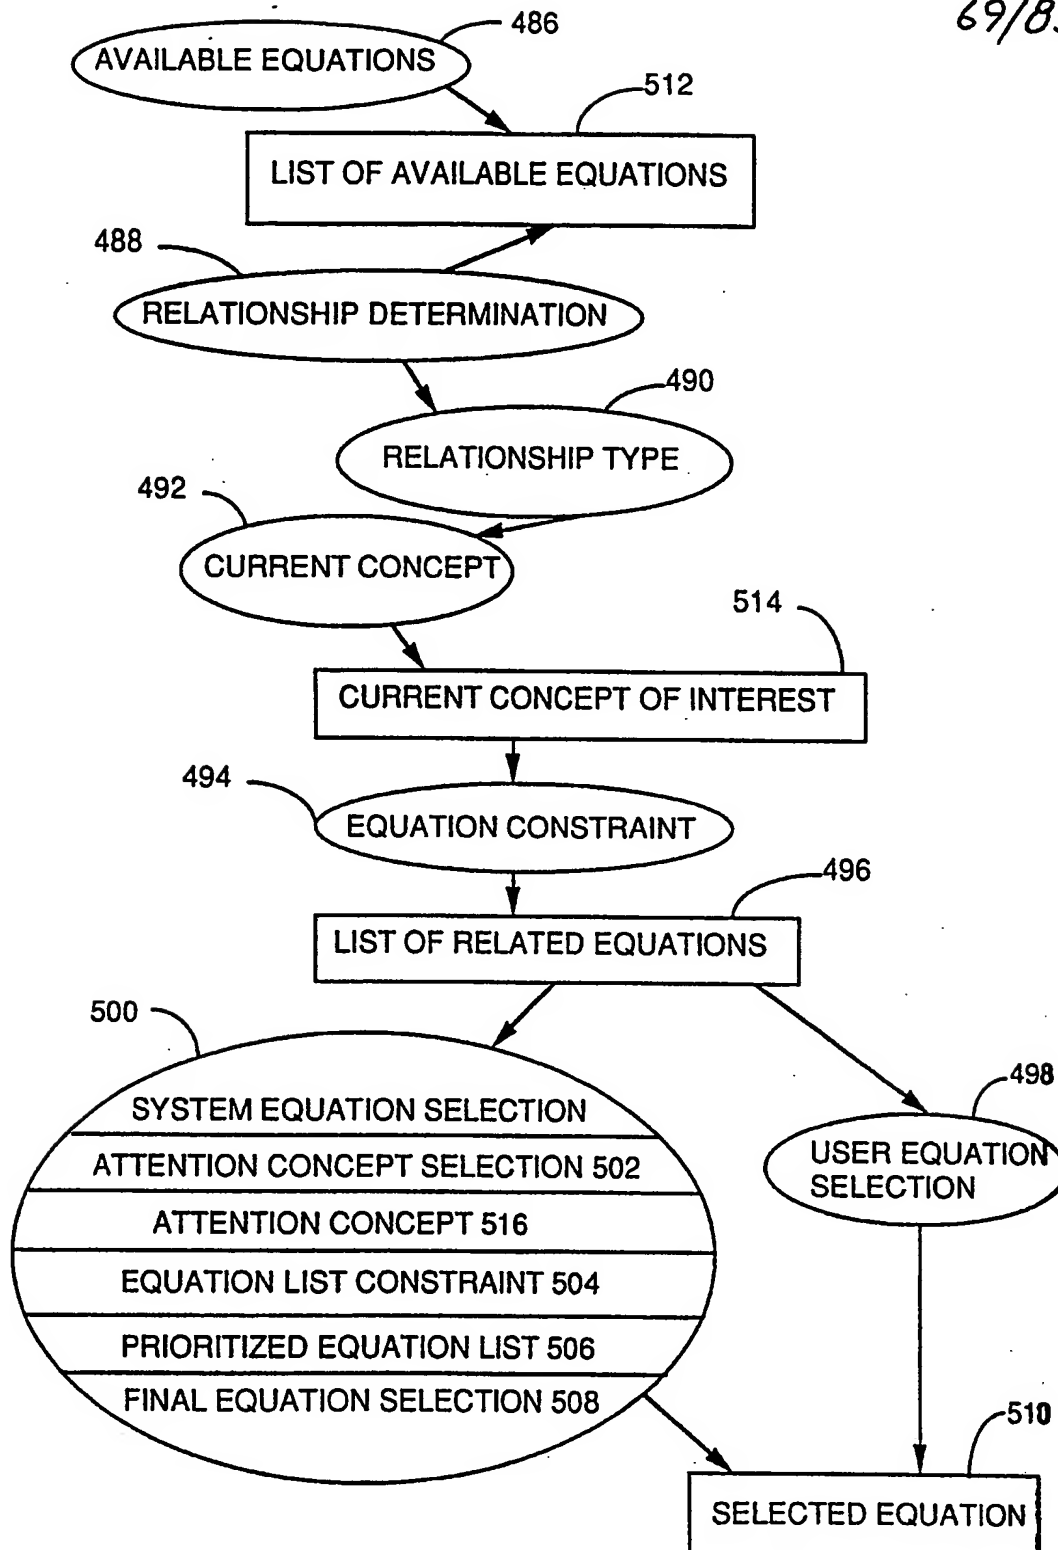 69/8
486
AVAILABLE EQUATIONS
512
LIST OF AVAILABLE EQUATIONS
488
RELATIONSHIP DETERMINATION
490
RELATIONSHIP TYPE
492
CURRENT CONCEPT
514
CURRENT CONCEPT OF INTEREST
494
EQUATION CONSTRAINT
496
LIST OF RELATED EQUATIONS
500
498
SYSTEM EQUATION SELECTION
ATTENTION CONCEPT SELECTION 502
ATTENTION CONCEPT 516
EQUATION LIST CONSTRAINT 504
PRIORITIZED EQUATION LIST 506
FINAL EQUATION SELECTION 508
USER EQUATION
SELECTION
510
SELECTED EQUATION